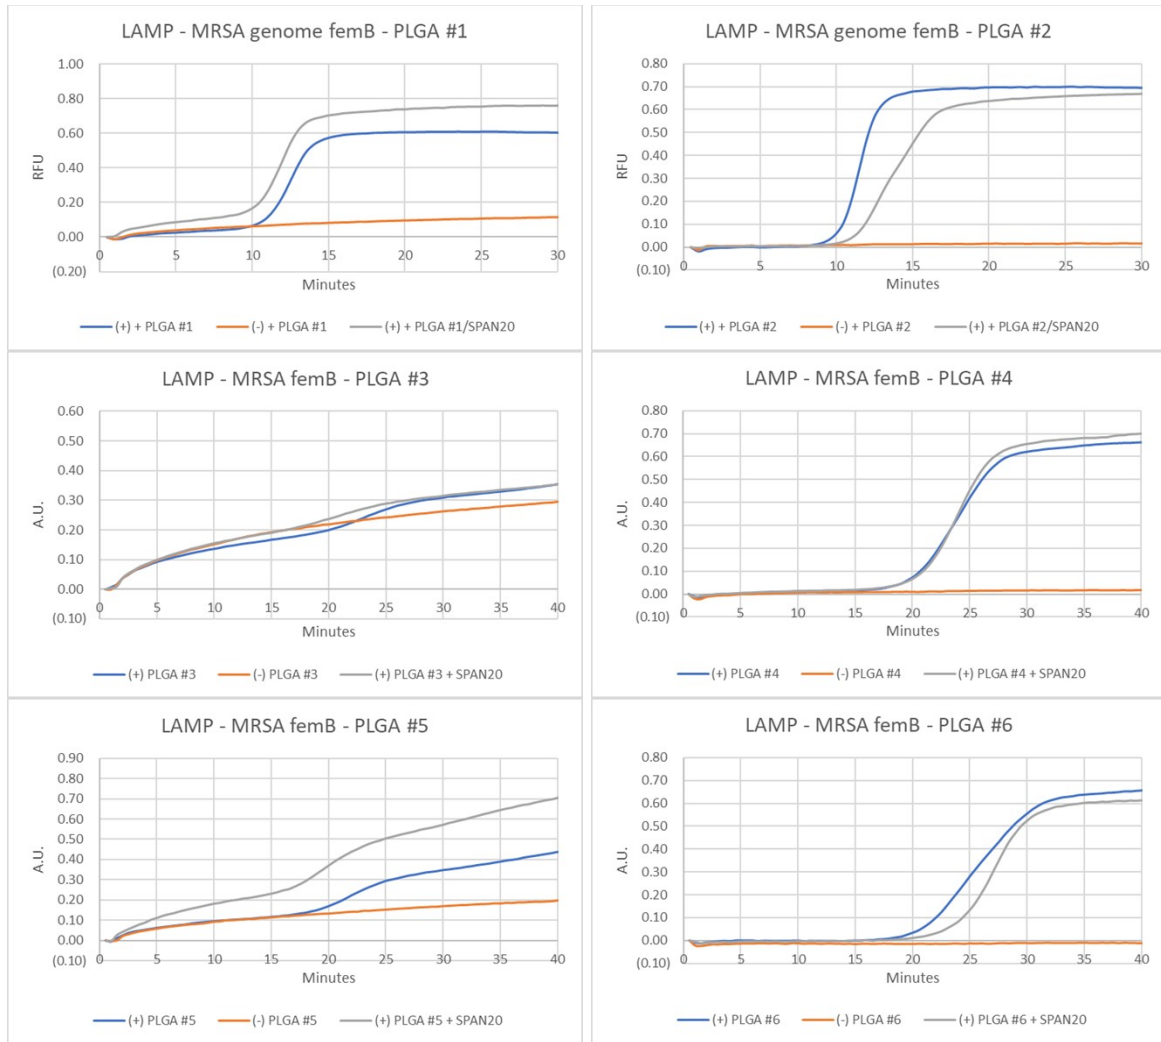 LAMP - MRSA genome femB - PLGA #1
1.00
0.80
0.60
0.40
0.20
0.00
(0.20)
RFU
0 5 10 15 20 25 30
Minutes
(+) + PLGA #1 (-) + PLGA #1 (+) + PLGA #1/SPAN20
LAMP - MRSA genome femB - PLGA #2
0.80
0.70
0.60
0.50
0.40
0.30
0.20
0.10
0.00
(0.10)
RFU
0 5 10 15 20 25 30
Minutes
(+) + PLGA #2 (-) + PLGA #2 (+) + PLGA #2/SPAN20
LAMP - MRSA femB - PLGA #3
0.60
0.50
0.40
0.30
0.20
0.10
0.00
(0.10)
A.U.
0 5 10 15 20 25 30 35 40
Minutes
(+) PLGA #3 (-) PLGA #3 (+) PLGA #3 + SPAN20
LAMP - MRSA femB - PLGA #4
0.80
0.70
0.60
0.50
0.40
0.30
0.20
0.10
0.00
(0.10)
A.U.
0 5 10 15 20 25 30 35 40
Minutes
(+) PLGA #4 (-) PLGA #4 (+) PLGA #4 + SPAN20
LAMP - MRSA femB - PLGA #5
0.90
0.80
0.70
0.60
0.50
0.40
0.30
0.20
0.10
0.00
(0.10)
A.U.
0 5 10 15 20 25 30 35 40
Minutes
(+) PLGA #5 (-) PLGA #5 (+) PLGA #5 + SPAN20
LAMP - MRSA femB - PLGA #6
0.80
0.70
0.60
0.50
0.40
0.30
0.20
0.10
0.00
(0.10)
A.U.
0 5 10 15 20 25 30 35 40
Minutes
(+) PLGA #6 (-) PLGA #6 (+) PLGA #6 + SPAN20